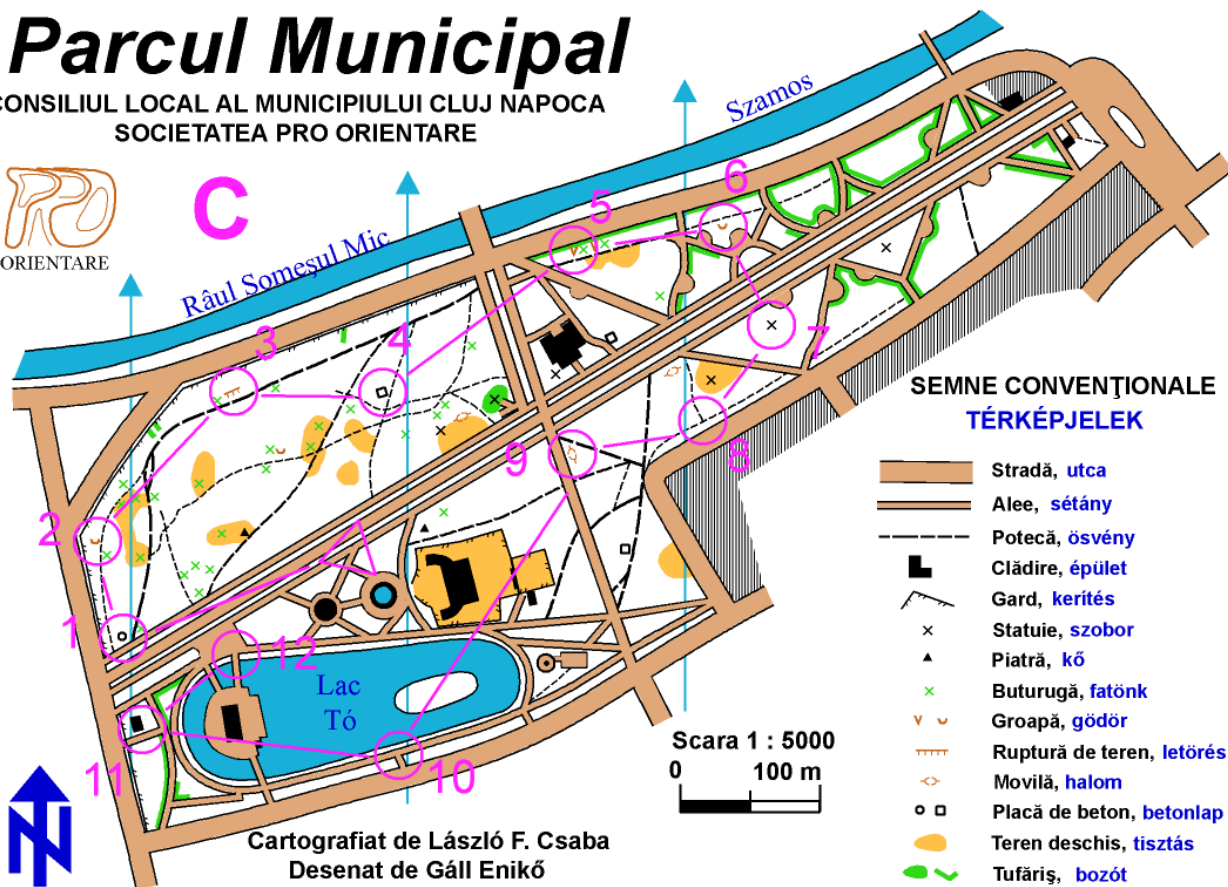 Parcul Municipal
CONSILIUL LOCAL AL MUNICIPIULUI CLUJ NAPOCA
SOCIETATEA PRO ORIENTARE
PRO
ORIENTARE
C
Râul Someşul Mic
Szamos
1
2
3
4
5
6
7
8
9
10
11
12
Lac
Tó
SEMNE CONVENŢIONALE
TÉRKÉPJELEK
Stradă, utca
Alee, sétány
Potecă, ösvény
Clădire, épület
Gard, kerítés
Statuie, szobor
Piatră, kő
Buturugă, fatönk
Groapă, gödör
Ruptură de teren, letörés
Movilă, halom
Placă de beton, betonlap
Teren deschis, tisztás
Tufăriş, bozót
Scara 1 : 5000
0 100 m
N
Cartografiat de László F. Csaba
Desenat de Gáll Enikő